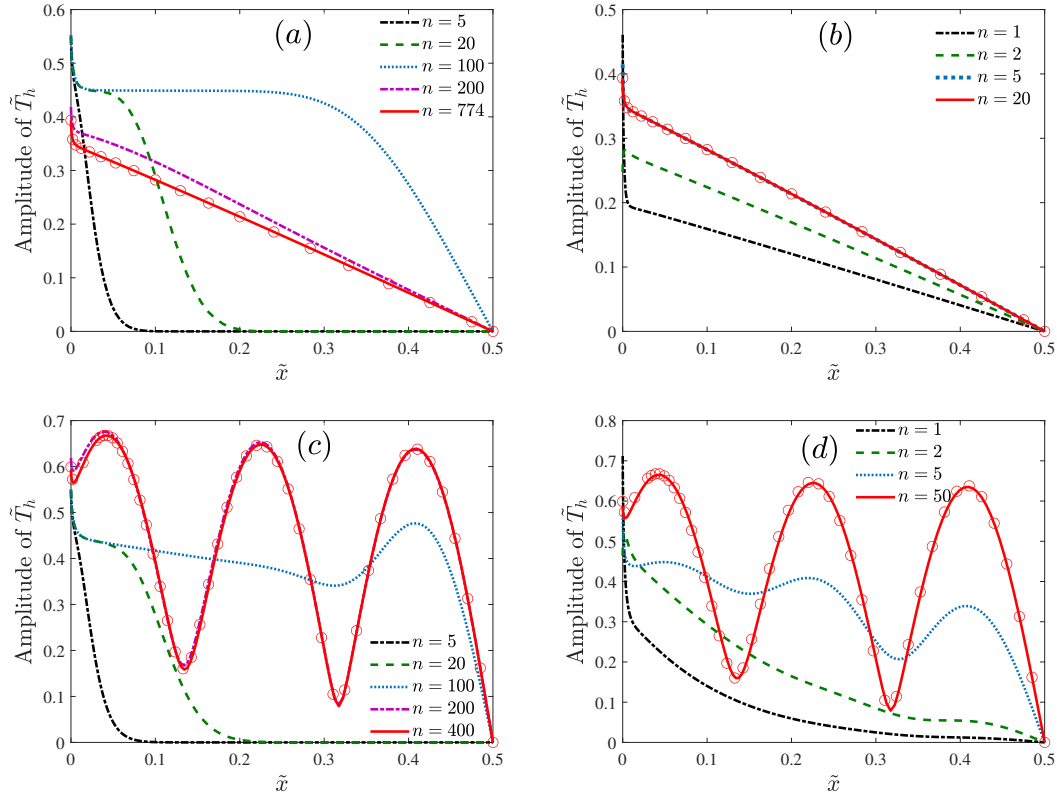 (a)
Amplitude of T̃_h
0.6
0.5
0.4
0.3
0.2
0.1
0
n = 5
n = 20
n = 100
n = 200
n = 774
0 0.1 0.2 0.3 0.4 0.5
x̃
(b)
Amplitude of T̃_h
0.5
0.4
0.3
0.2
0.1
0
n = 1
n = 2
n = 5
n = 20
0 0.1 0.2 0.3 0.4 0.5
x̃
(c)
Amplitude of T̃_h
0.7
0.6
0.5
0.4
0.3
0.2
0.1
0
n = 5
n = 20
n = 100
n = 200
n = 400
0 0.1 0.2 0.3 0.4 0.5
x̃
(d)
Amplitude of T̃_h
0.8
0.7
0.6
0.5
0.4
0.3
0.2
0.1
0
n = 1
n = 2
n = 5
n = 50
0 0.1 0.2 0.3 0.4 0.5
x̃